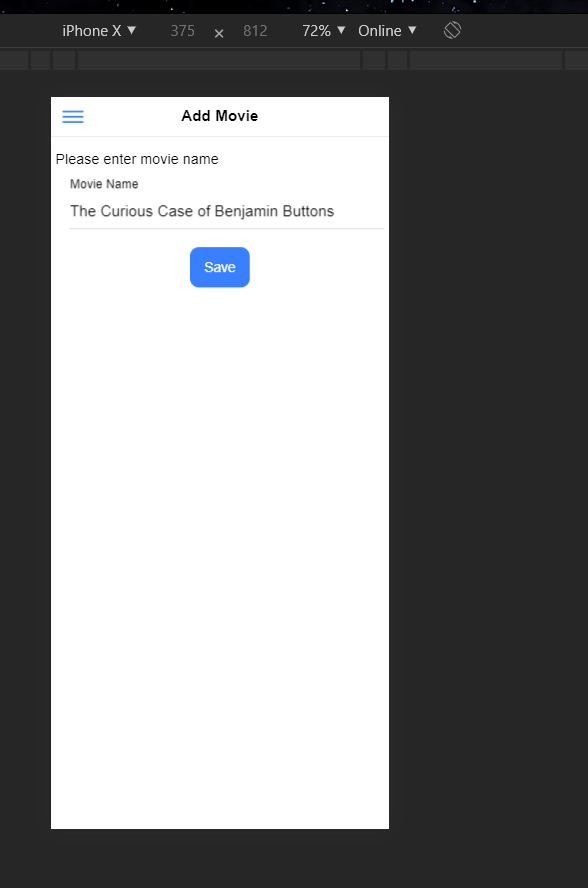 iPhone X ▼ 375 × 812 72% ▼ Online ▼
Add Movie
Please enter movie name
Movie Name
The Curious Case of Benjamin Buttons
Save